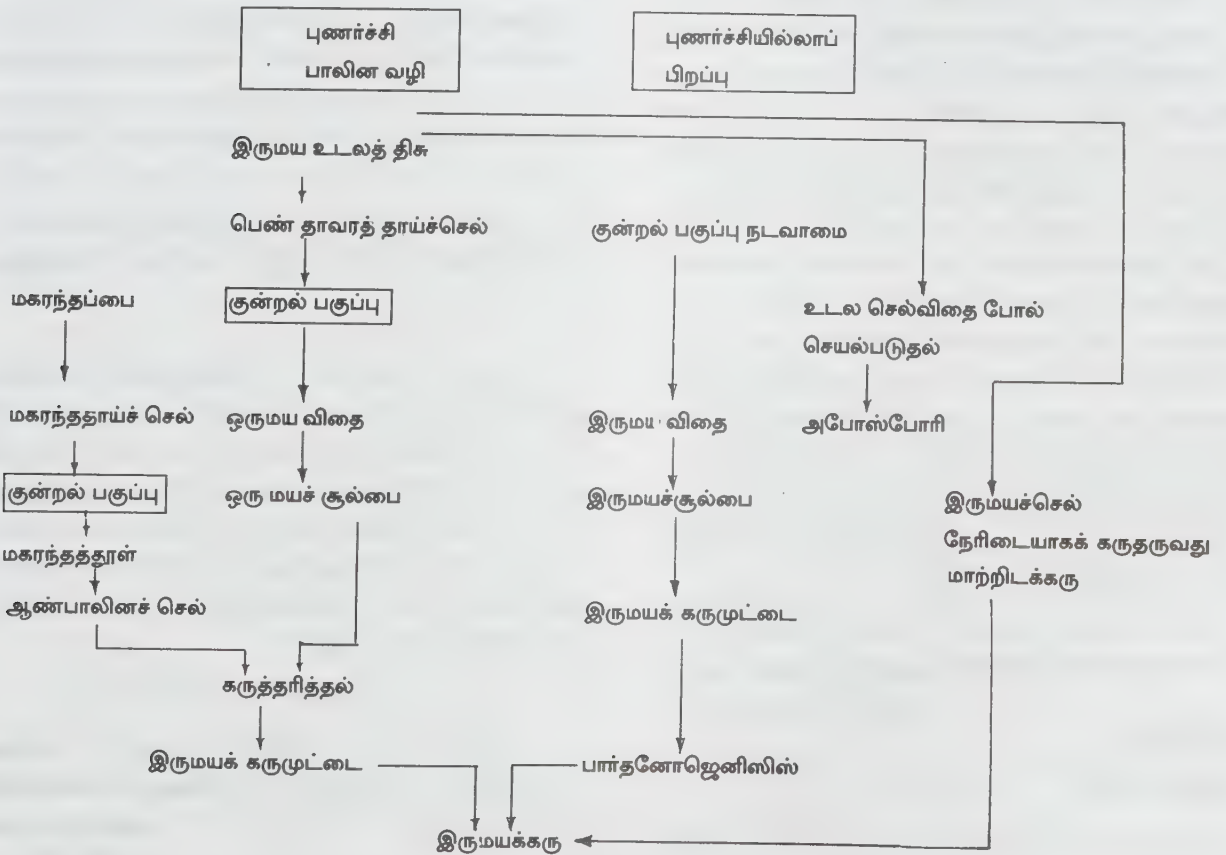 புணர்ச்சி
பாலின வழி
புணர்ச்சியில்லாப்
பிறப்பு
இருமய உடலத் திசு
பெண் தாவரத் தாய்ச்செல்
குன்றல் பகுப்பு
ஒருமய விதை
ஒரு மயச் சூல்பை
மகரந்தப்பை
மகரந்ததாய்ச் செல்
குன்றல் பகுப்பு
மகரந்தத்தூள்
ஆண்பாலினச் செல்
கருத்தரித்தல்
இருமயக் கருமுட்டை
குன்றல் பகுப்பு நடவாமை
இருமய விதை
இருமயச்சூல்பை
இருமயக் கருமுட்டை
பார்தனோஜெனிஸிஸ்
உடல செல்விதை போல்
செயல்படுதல்
அபோஸ்போரி
இருமயச்செல்
நேரிடையாகக் கருதருவது
மாற்றிடக்கரு
இருமயக்கரு